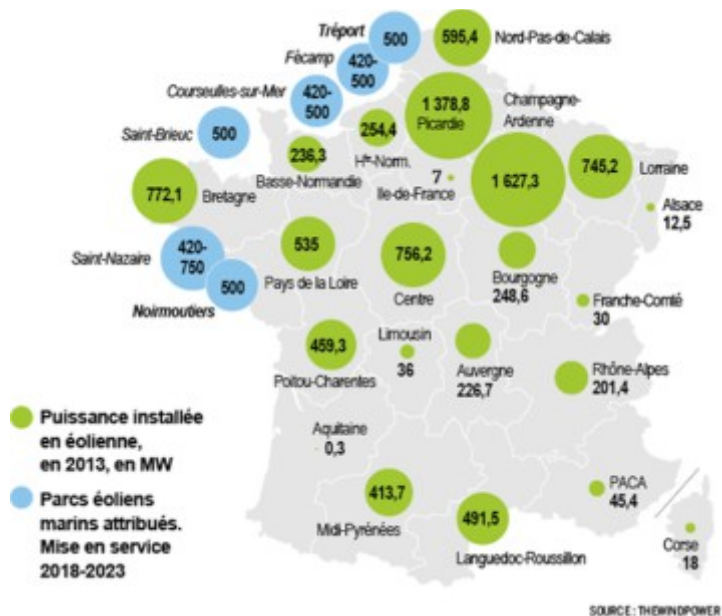 Tréport
500
595,4
Nord-Pas-de-Calais
Fècamp
420-
500
Courseulles-sur-Mer
420-
500
Saint-Brieuc
500
1 378,8
Picardie
Champagne-
Ardenne
1 627,3
254,4
Hte-Norm.
236,3
Basse-Normandie
7
Ile-de-France
745,2
Lorraine
Alsace
12,5
772,1
Bretagne
Saint-Nazaire
420-
750
500
Noirmoutiers
535
Pays de la Loire
756,2
Centre
Bourgogne
248,6
Franche-Comté
30
459,3
Poitou-Charentes
Limousin
36
Auvergne
226,7
Rhône-Alpes
201,4
Puissance installée
en éolienne,
en 2013, en MW
Parcs éoliens
marins attribués.
Mise en service
2018-2023
Aquitaine
0,3
413,7
Midi-Pyrénées
491,5
Languedoc-Roussillon
PACA
45,4
Corse
18
SOURCE : THEWINDPOWER